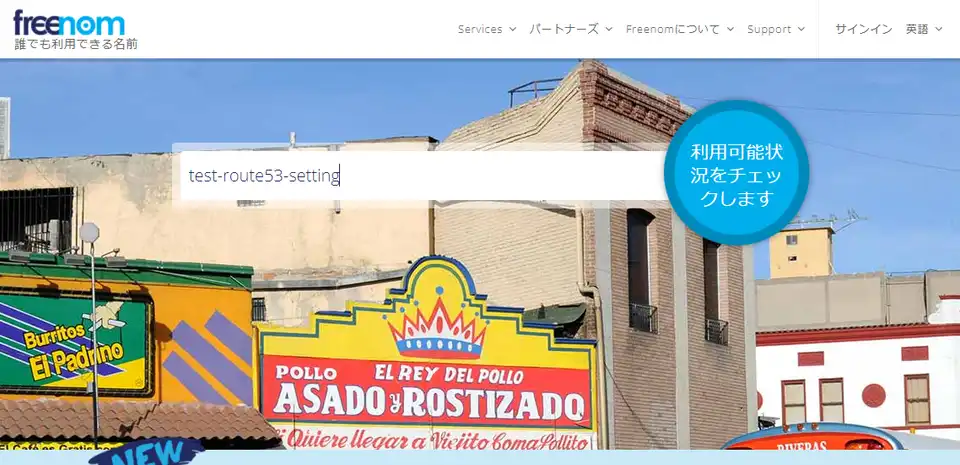 freenom
誰でも利用できる名前
Services パートナーズ Freenomについて Support サインイン 英語
test-route53-setting
利用可能状
況をチェッ
クします
Burritos
El Padrino
POLLO EL REY DEL POLLO
ASADO y ROSTIZADO
Quiere llegar a Viejito Coma Pollito
RIVERAS
NEW